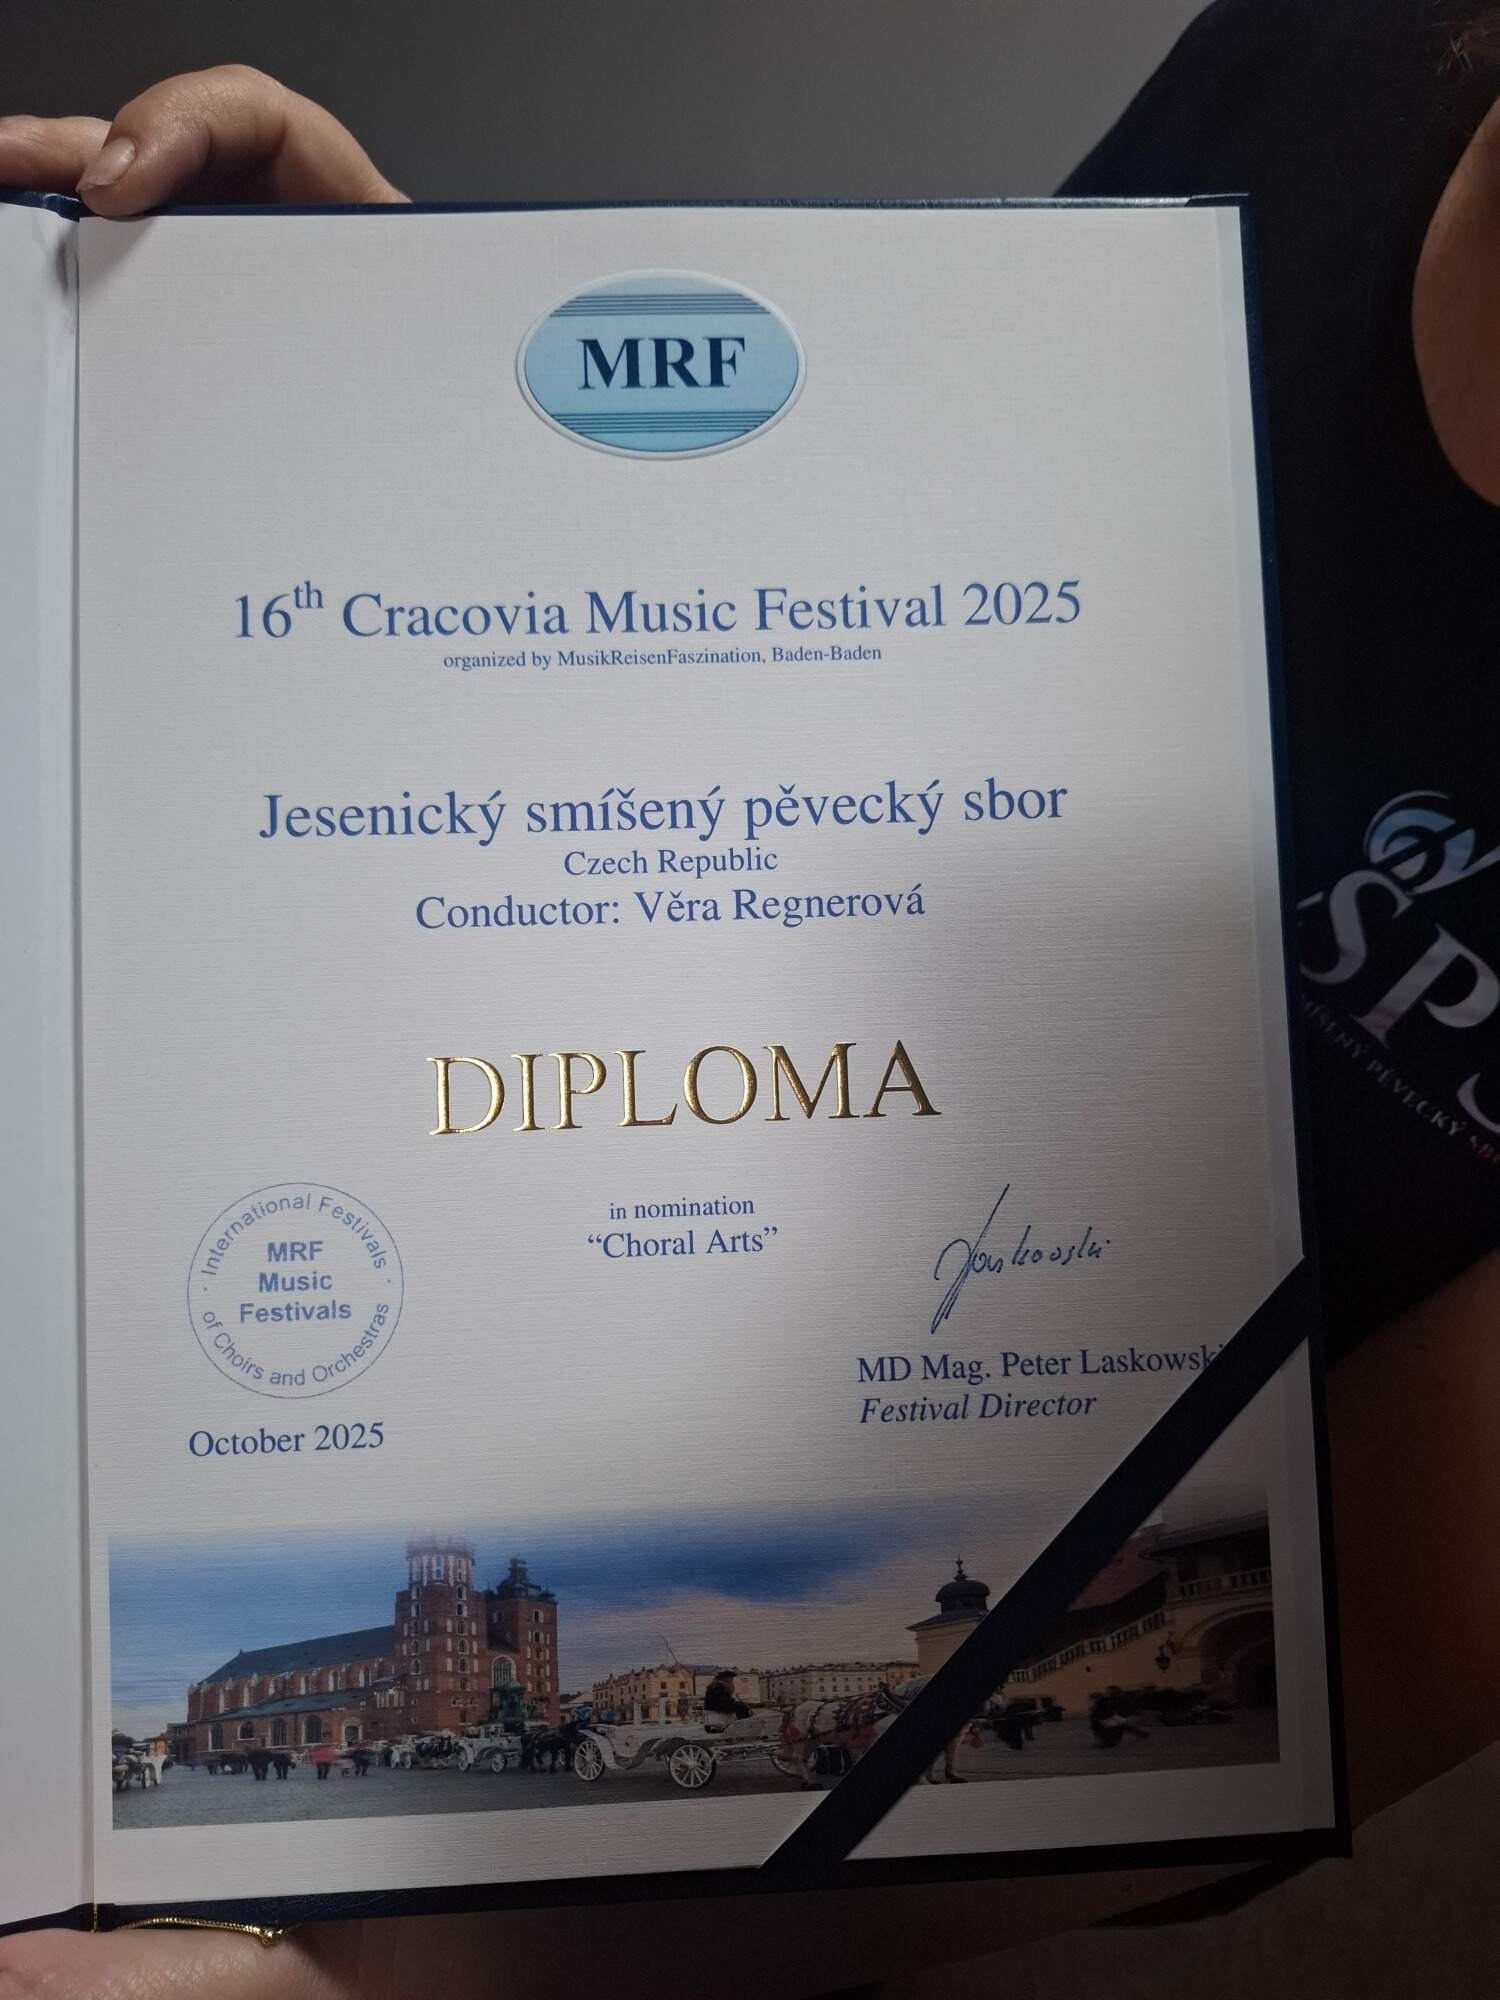 MRF
16th Cracovia Music Festival 2025
organized by MusikReisenFaszination, Baden-Baden
Jesenický smíšený pěvecký sbor
Czech Republic
Conductor: Věra Regnerová
DIPLOMA
in nomination
“Choral Arts”
International Festivals
MRF
Music
Festivals
of Choirs and Orchestras
October 2025
MD Mag. Peter Laskowski
Festival Director
SPS
PĚVECKÝ